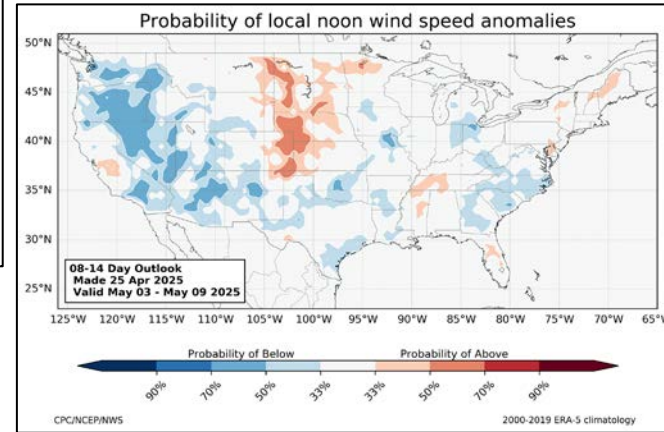 Probability of local noon wind speed anomalies
50°N
45°N
40°N
35°N
30°N
25°N
08-14 Day Outlook
Made 25 Apr 2025
Valid May 03 - May 09 2025
125°W 120°W 115°W 110°W 105°W 100°W 95°W 90°W 85°W 80°W 75°W 70°W 65°W
Probability of Below Probability of Above
90% 70% 50% 33% 33% 50% 70% 90%
CPC/NCEP/NWS 2000-2019 ERA-5 climatology